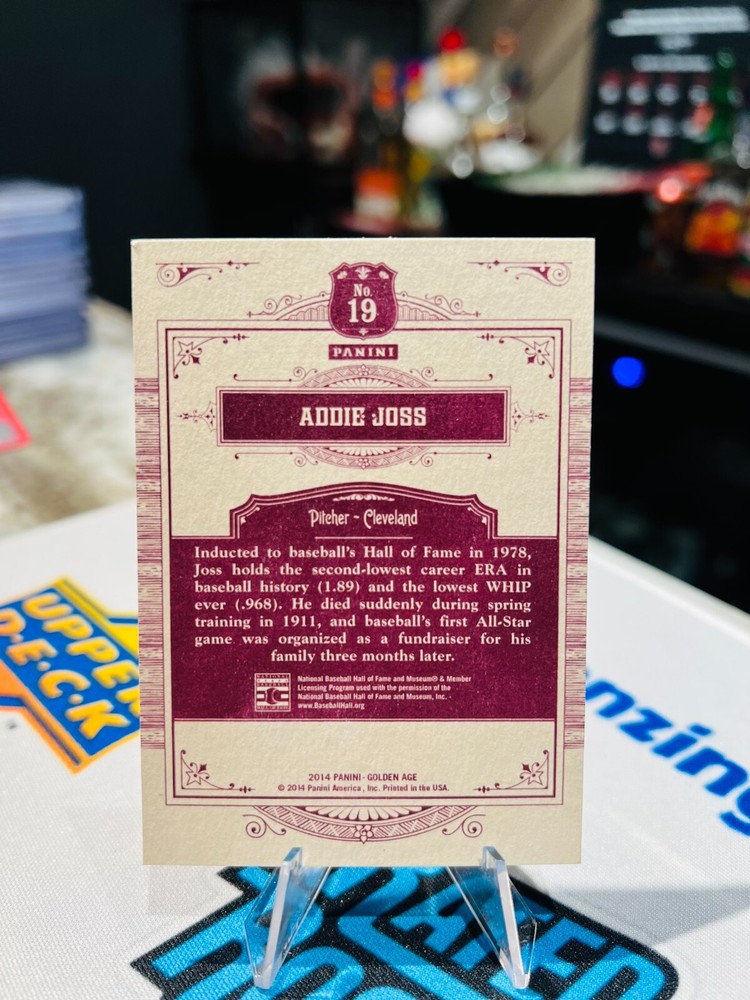 No.
19
PANINI
ADDIE JOSS
Pitcher ~ Cleveland
Inducted to baseball's Hall of Fame in 1978,
Joss holds the second-lowest career ERA in
baseball history (1.89) and the lowest WHIP
ever (.968). He died suddenly during spring
training in 1911, and baseball's first All-Star
game was organized as a fundraiser for his
family three months later.
National Baseball Hall of Fame and Museum® & Member
Licensing Program used with the permission of the
National Baseball Hall of Fame and Museum, Inc. -
www.BaseballHall.org
2014 PANINI - GOLDEN AGE
© 2014 Panini America, Inc. Printed in the USA.
UPPER
D·E·C·K
nzing
RATED